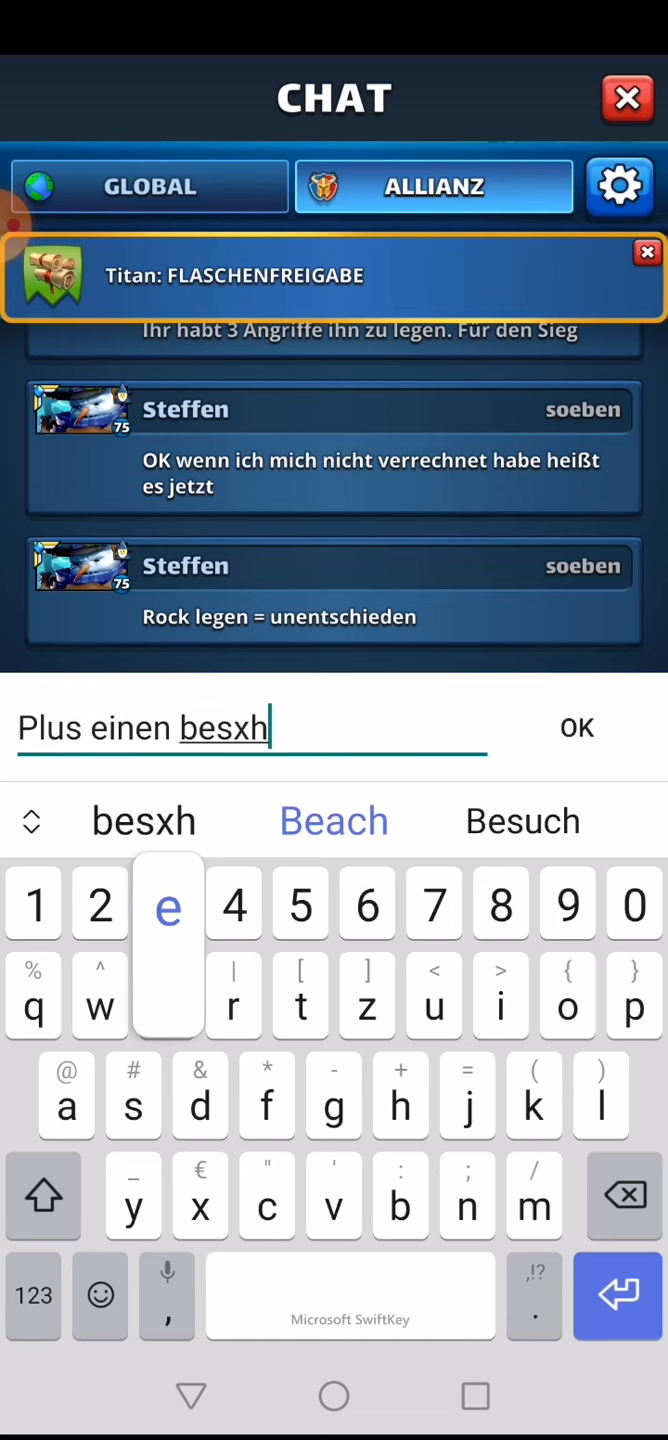 CHAT
GLOBAL
ALLIANZ
Titan: FLASCHENFREIGABE
Ihr habt 3 Angriffe ihn zu legen. Für den Sieg
Steffen
soeben
75
OK wenn ich mich nicht verrechnet habe heißt
es jetzt
Steffen
soeben
75
Rock legen = unentschieden
Plus einen besxh
OK
besxh Beach Besuch
1 2 e 4 5 6 7 8 9 0
% ^ | [ ] < > { }
q w r t z u i o p
@ # & * - + = ( )
a s d f g h j k l
_ € " ' : ; /
y x c v b n m
123 , Microsoft SwiftKey ,!? .